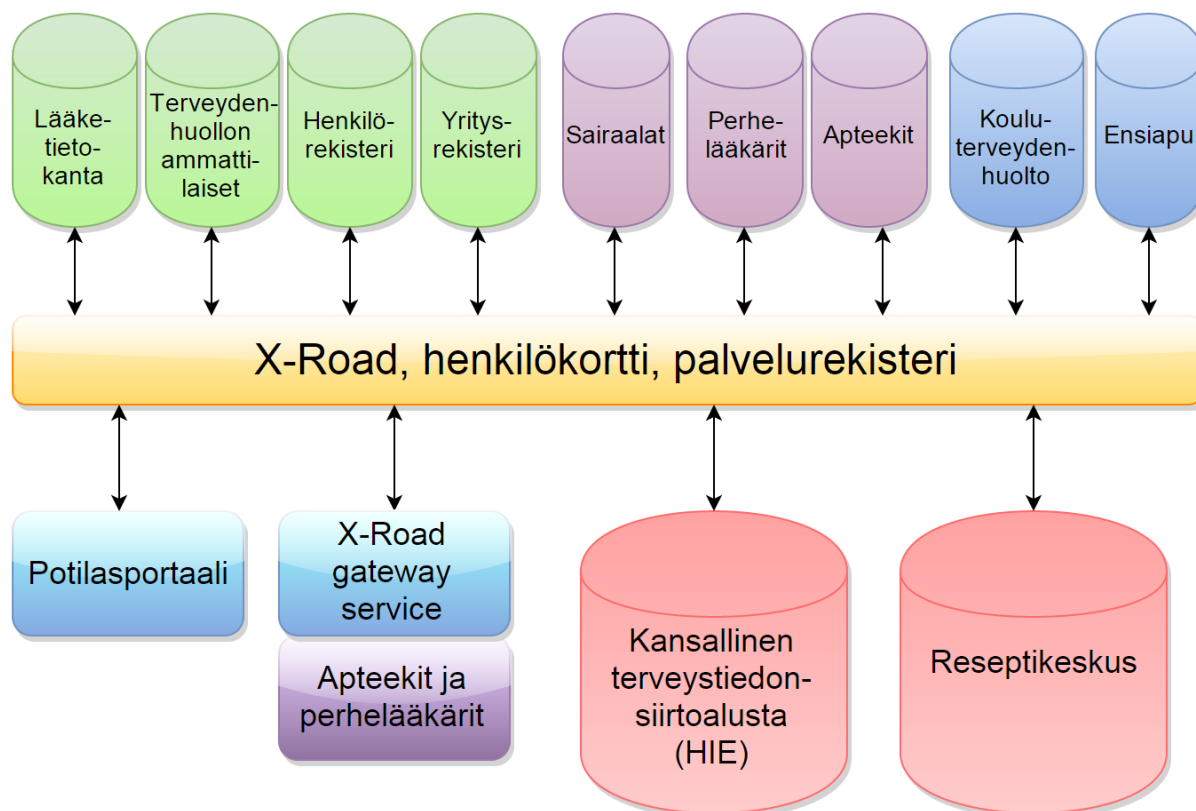 Lääke-
tieto-
kanta
Terveyden-
huollon
ammatti-
laiset
Henkilö-
rekisteri
Yritys-
rekisteri
Sairaalat
Perhe-
lääkärit
Apteekit
Koulu-
terveyden-
huolto
Ensiapu
X-Road, henkilökortti, palvelurekisteri
Potilasportaali
X-Road
gateway
service
Apteekit ja
perhelääkärit
Kansallinen
terveystiedon-
siirtoalusta
(HIE)
Reseptikeskus